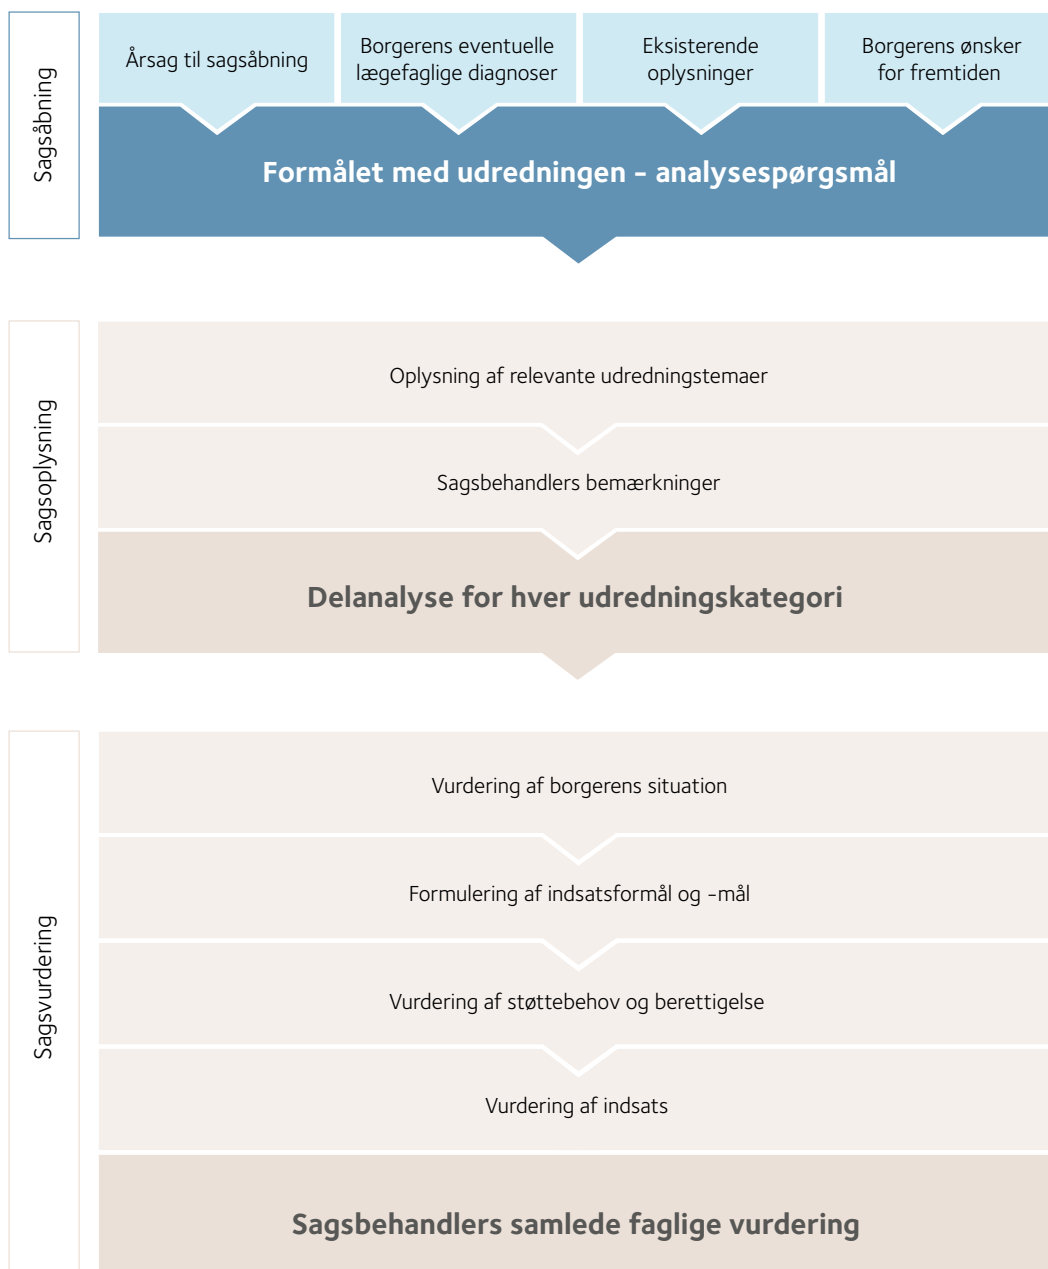 Sagsåbning
Årsag til sagsåbning
Borgerens eventuelle
lægefaglige diagnoser
Eksisterende
oplysninger
Borgerens ønsker
for fremtiden
Formålet med udredningen - analysespørgsmål
Sagsoplysning
Oplysning af relevante udredningstemaer
Sagsbehandlers bemærkninger
Delanalyse for hver udredningskategori
Sagsvurdering
Vurdering af borgerens situation
Formulering af indsatsformål og -mål
Vurdering af støttebehov og berettigelse
Vurdering af indsats
Sagsbehandlers samlede faglige vurdering